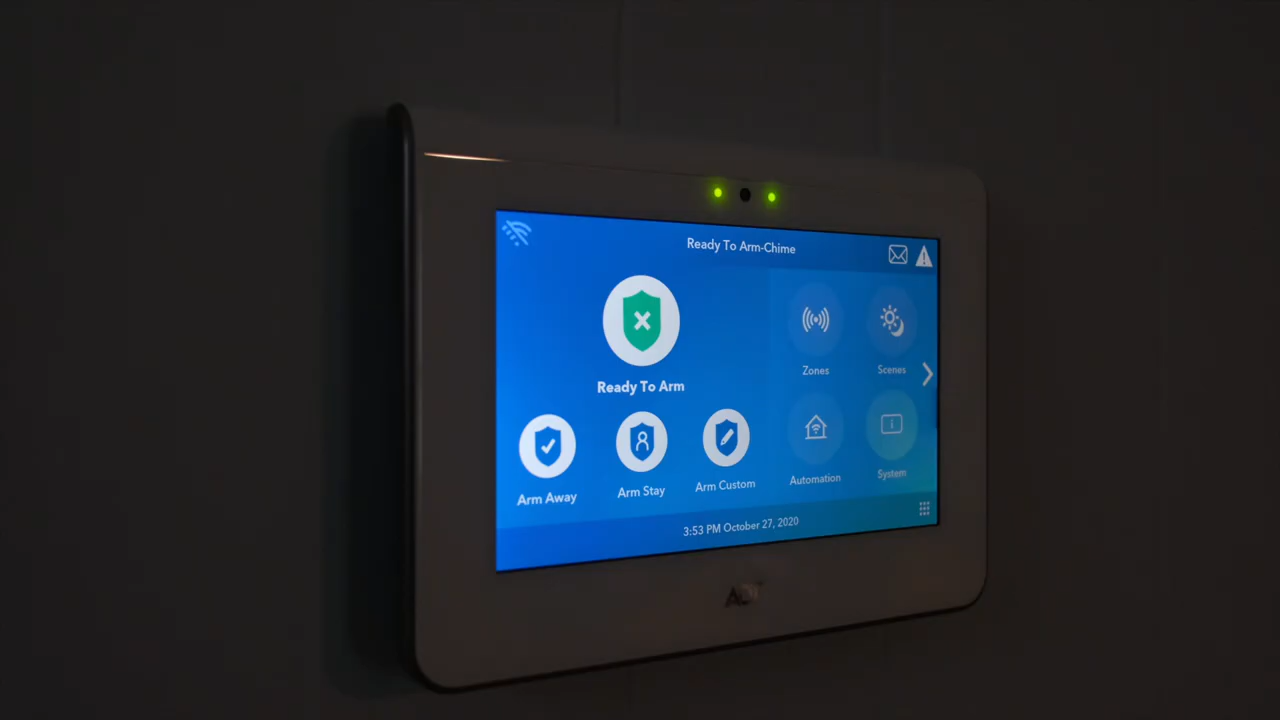 Ready To Arm-Chime
Ready To Arm
Zones
Scenes
Arm Away
Arm Stay
Arm Custom
Automation
System
3:53 PM October 27, 2020
ADT